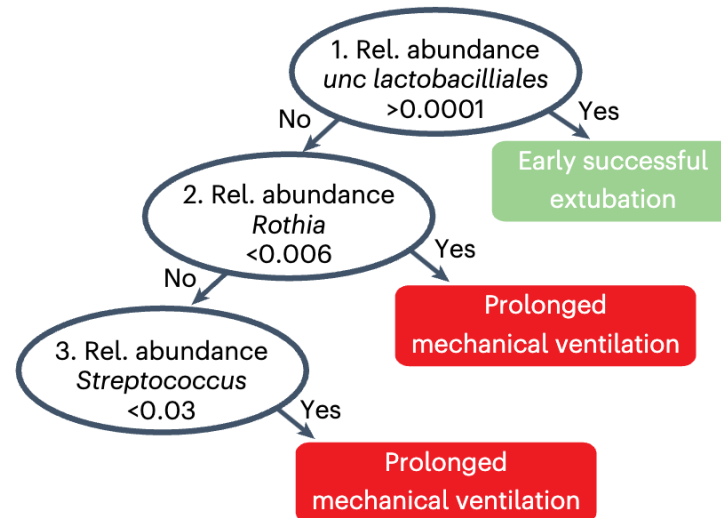 1. Rel. abundance
unc lactobacilliales
>0.0001
No
Yes
Early successful
extubation
2. Rel. abundance
Rothia
<0.006
No
Yes
Prolonged
mechanical ventilation
3. Rel. abundance
Streptococcus
<0.03
Yes
Prolonged
mechanical ventilation